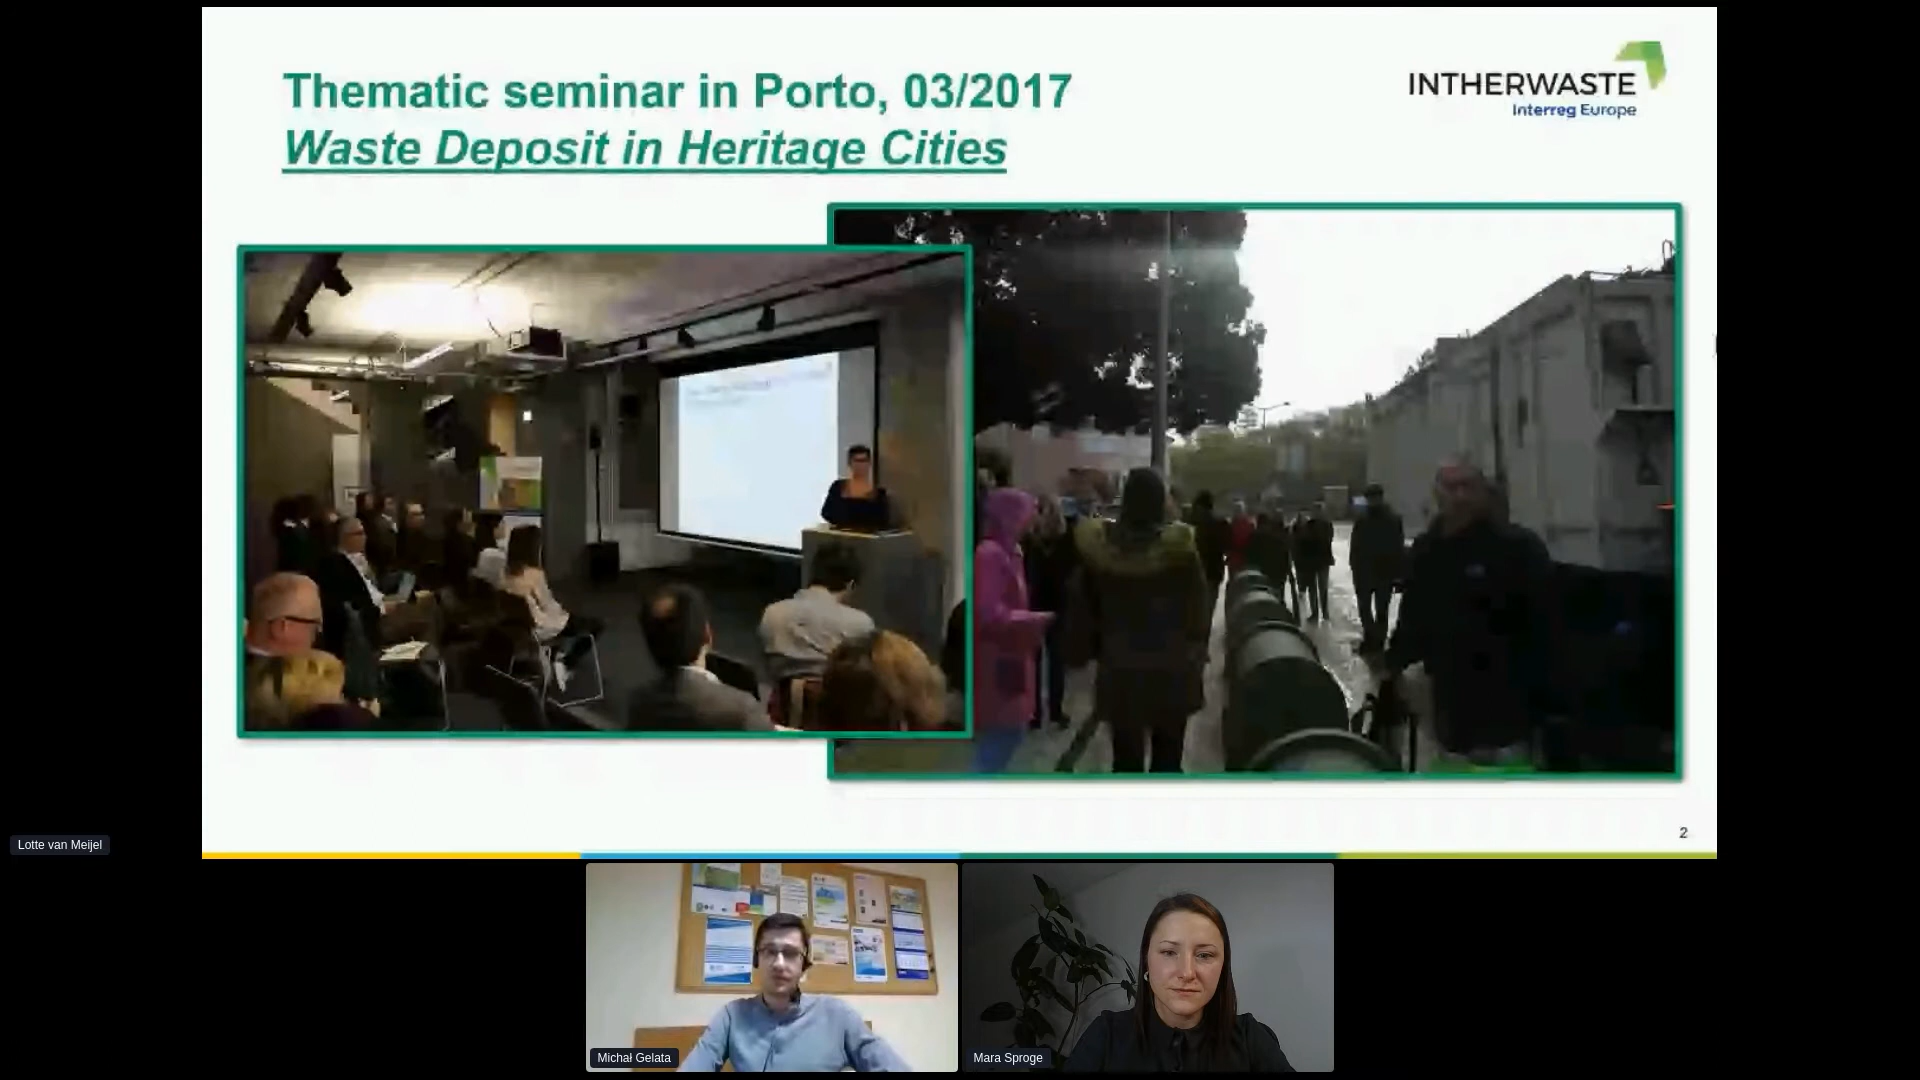 Thematic seminar in Porto, 03/2017
Waste Deposit in Heritage Cities
INTHERWASTE
Interreg Europe
2
Lotte van Meijel
Michał Gelata
Mara Sproge